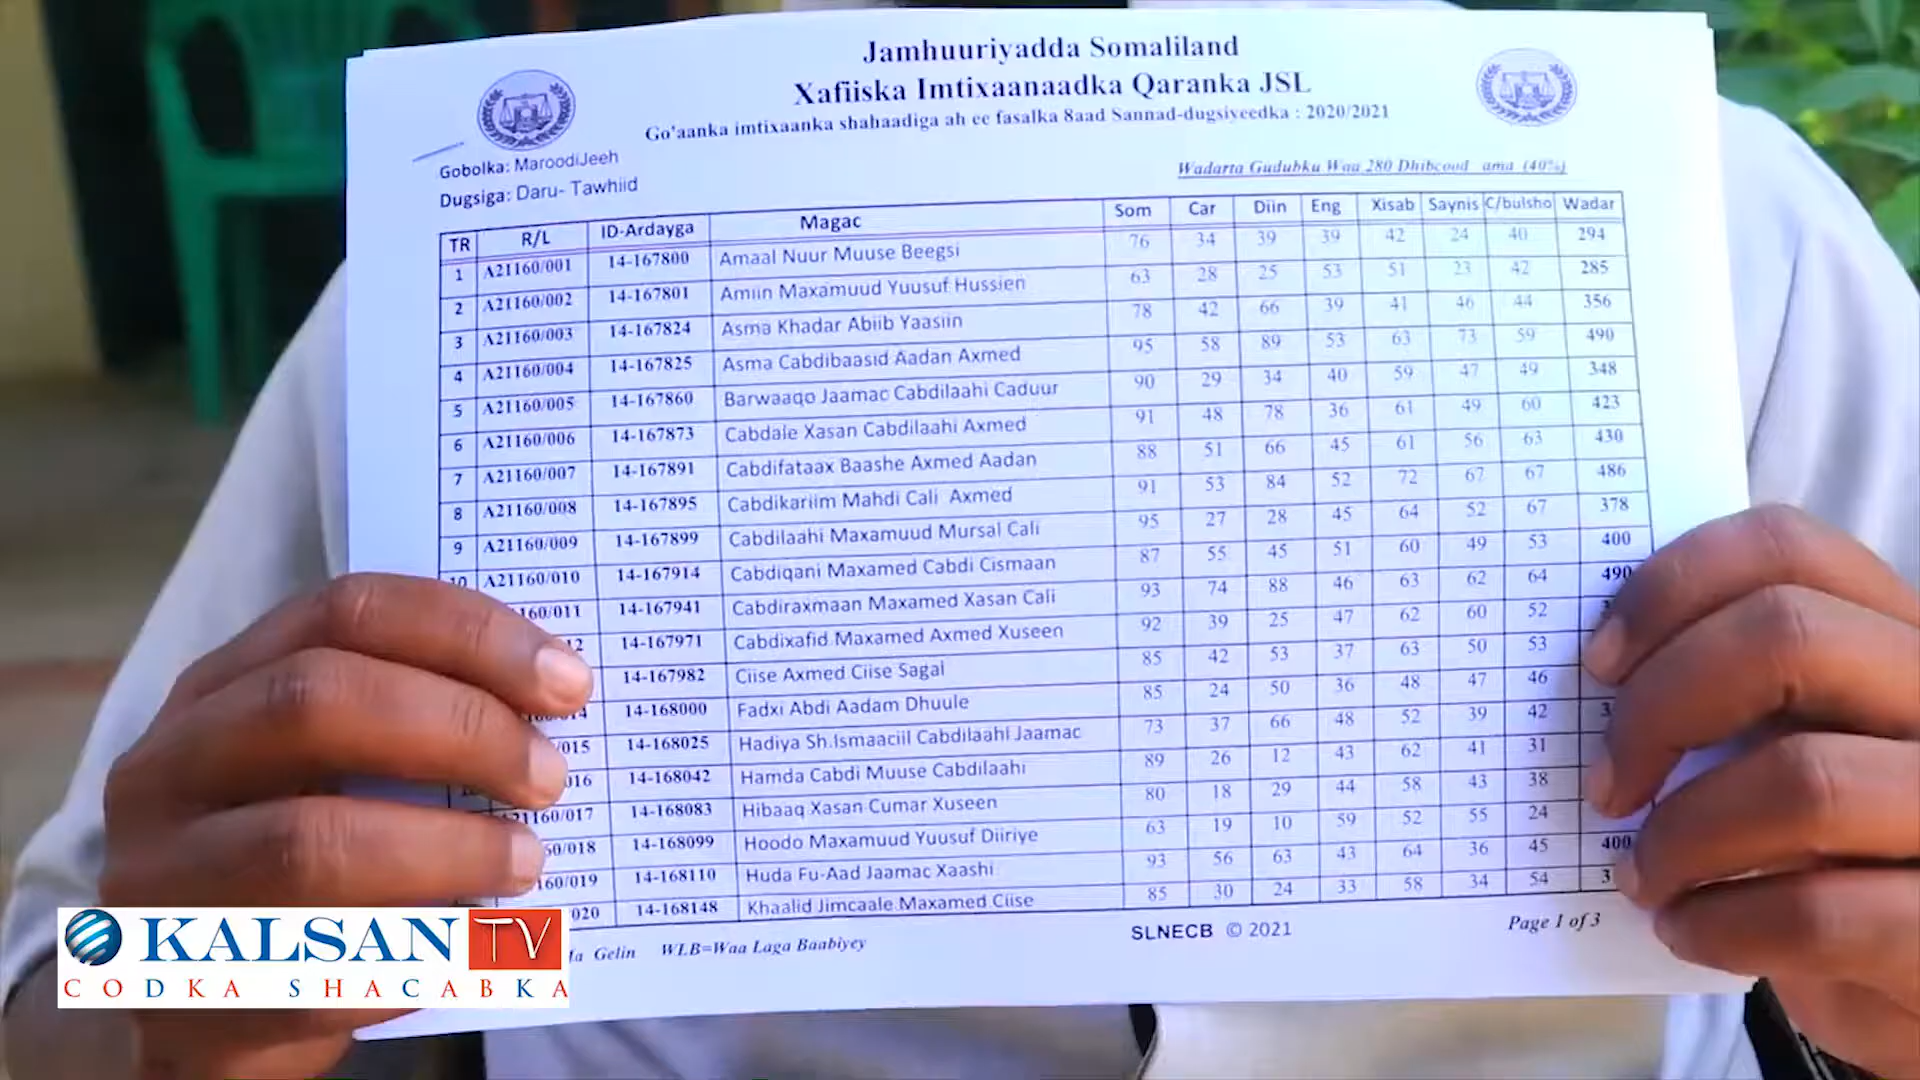 Jamhuuriyadda Somaliland
Xafiiska Imtixaanaadka Qaranka JSL
Go'aanka imtixaanka shahaadiga ah ee fasalka 8aad Sannad-dugsiyeedka : 2020/2021
Gobolka: MaroodiJeeh
Dugsiga: Daru- Tawhiid
Wadarta Gudubku Waa 280 Dhibcood ama (40%)
TR R/L ID-Ardayga Magac Som Car Diin Eng Xisab Saynis C/bulsho Wadar
1 A21160/001 14-167800 Amaal Nuur Muuse Beegsi 76 34 39 39 42 24 40 294
2 A21160/002 14-167801 Amiin Maxamuud Yuusuf Hussien 63 28 25 53 51 23 42 285
3 A21160/003 14-167824 Asma Khadar Abiib Yaasiin 78 42 66 39 41 46 44 356
4 A21160/004 14-167825 Asma Cabdibaasid Aadan Axmed 95 58 89 53 63 73 59 490
5 A21160/005 14-167860 Barwaaqo Jaamac Cabdilaahi Caduur 90 29 34 40 59 47 49 348
6 A21160/006 14-167873 Cabdale Xasan Cabdilaahi Axmed 91 48 78 36 61 49 60 423
7 A21160/007 14-167891 Cabdifataax Baashe Axmed Aadan 88 51 66 45 61 56 63 430
8 A21160/008 14-167895 Cabdikariim Mahdi Cali Axmed 91 53 84 52 72 67 67 486
9 A21160/009 14-167899 Cabdilaahi Maxamuud Mursal Cali 95 27 28 45 64 52 67 378
10 A21160/010 14-167914 Cabdiqani Maxamed Cabdi Cismaan 87 55 45 51 60 49 53 400
160/011 14-167941 Cabdiraxmaan Maxamed Xasan Cali 93 74 88 46 63 62 64 490
12 14-167971 Cabdixafid Maxamed Axmed Xuseen 92 39 25 47 62 60 52
14-167982 Ciise Axmed Ciise Sagal 85 42 53 37 63 50 53
14 14-168000 Fadxi Abdi Aadam Dhuule 85 24 50 36 48 47 46
/015 14-168025 Hadiya Sh.Ismaaciil Cabdilaahi Jaamac 73 37 66 48 52 39 42 3
016 14-168042 Hamda Cabdi Muuse Cabdilaahi 89 26 12 43 62 41 31
21160/017 14-168083 Hibaaq Xasan Cumar Xuseen 80 18 29 44 58 43 38
60/018 14-168099 Hoodo Maxamuud Yuusuf Diiriye 63 19 10 59 52 55 24
160/019 14-168110 Huda Fu-Aad Jaamac Xaashi 93 56 63 43 64 36 45 400
020 14-168148 Khaalid Jimcaale Maxamed Ciise 85 30 24 33 58 34 54 3
Gelin WLB=Waa Laga Baabiyey
SLNECB © 2021
Page 1 of 3
KALSAN TV
CODKA SHACABKA